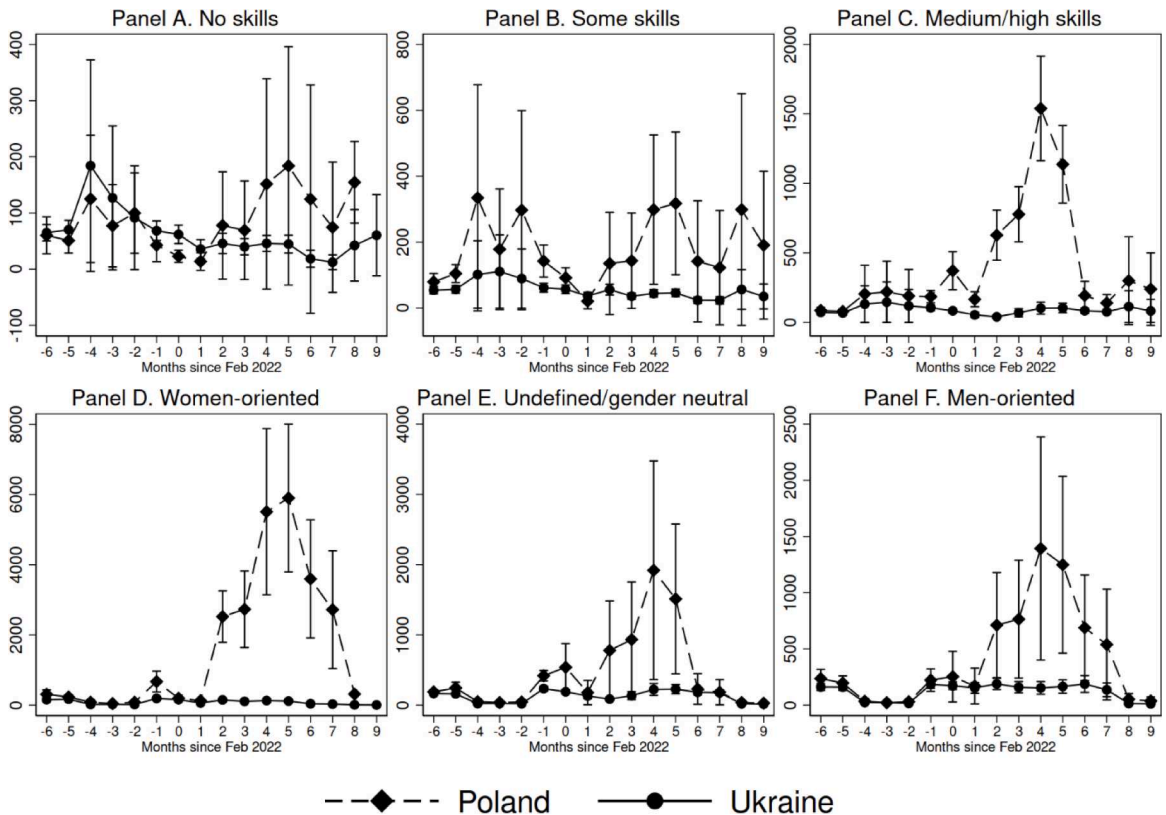 Panel A. No skills
400
300
200
100
0
-100
-6 -5 -4 -3 -2 -1 0 1 2 3 4 5 6 7 8 9
Months since Feb 2022
Panel B. Some skills
800
600
400
200
0
-6 -5 -4 -3 -2 -1 0 1 2 3 4 5 6 7 8 9
Months since Feb 2022
Panel C. Medium/high skills
2000
1500
1000
500
0
-6 -5 -4 -3 -2 -1 0 1 2 3 4 5 6 7 8 9
Months since Feb 2022
Panel D. Women-oriented
8000
6000
4000
2000
0
-6 -5 -4 -3 -2 -1 0 1 2 3 4 5 6 7 8 9
Months since Feb 2022
Panel E. Undefined/gender neutral
4000
3000
2000
1000
0
-6 -5 -4 -3 -2 -1 0 1 2 3 4 5 6 7 8 9
Months since Feb 2022
Panel F. Men-oriented
2500
2000
1500
1000
500
0
-6 -5 -4 -3 -2 -1 0 1 2 3 4 5 6 7 8 9
Months since Feb 2022
Poland Ukraine